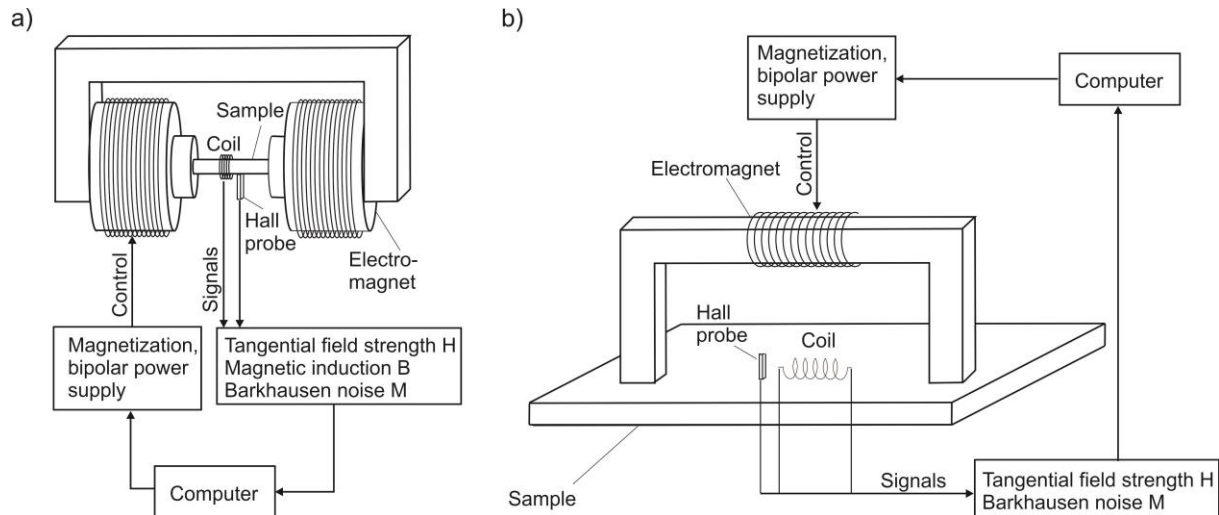 a)
Sample
Coil
Hall
probe
Electro-
magnet
Control
Signals
Magnetization,
bipolar power
supply
Tangential field strength H
Magnetic induction B
Barkhausen noise M
Computer
b)
Magnetization,
bipolar power
supply
Computer
Control
Electromagnet
Hall
probe
Coil
Sample
Signals
Tangential field strength H
Barkhausen noise M